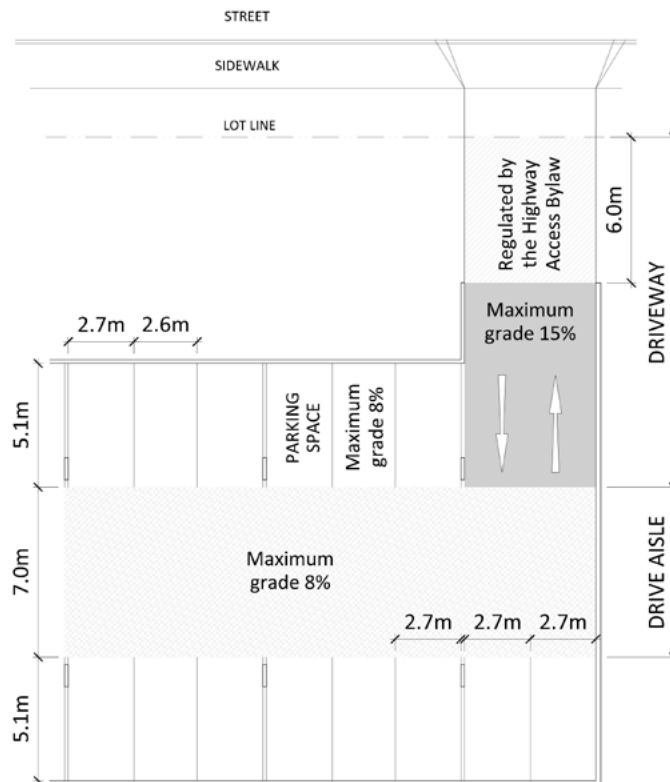 STREET
SIDEWALK
LOT LINE
Regulated by
the Highway
Access Bylaw
6.0m
DRIVEWAY
Maximum
grade 15%
2.7m
2.6m
5.1m
PARKING
SPACE
Maximum
grade 8%
7.0m
Maximum
grade 8%
DRIVE AISLE
2.7m
2.7m
2.7m
5.1m